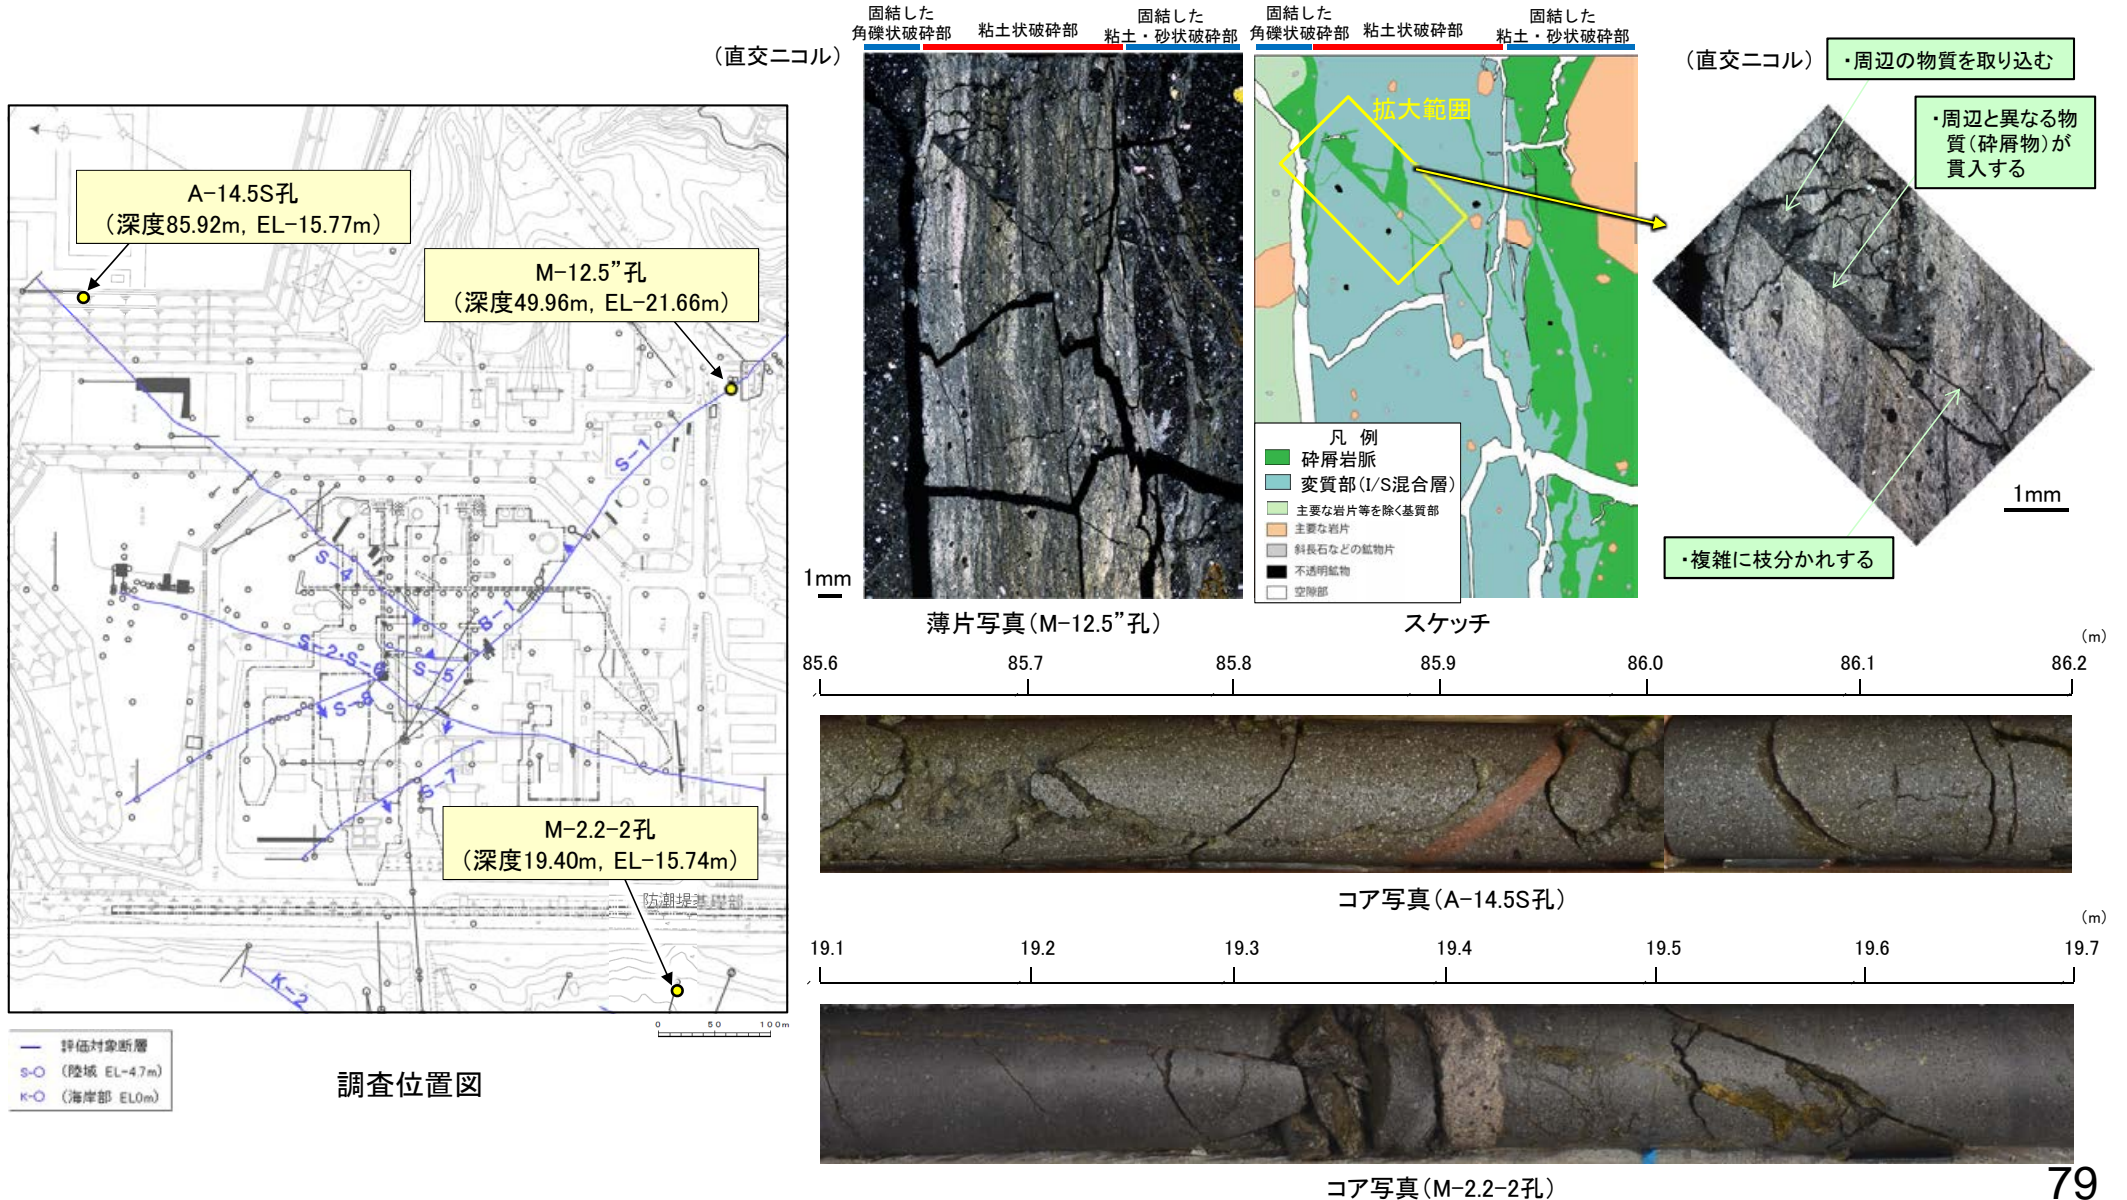 A-14.5S孔
(深度85.92m, EL-15.77m)
M-12.5”孔
(深度49.96m, EL-21.66m)
M-2.2-2孔
(深度19.40m, EL-15.74m)
S-1
S-4
B-1
S-2・S-6
S-5
S-8
S-7
K-2
防潮堤基礎部
0 50 100m
評価対象断層
S-○ (陸域 EL-4.7m)
K-○ (海岸部 EL0m)
調査位置図
(直交ニコル)
固結した
角礫状破砕部
粘土状破砕部
固結した
粘土・砂状破砕部
1mm
薄片写真(M-12.5”孔)
固結した
角礫状破砕部
粘土状破砕部
固結した
粘土・砂状破砕部
拡大範囲
凡 例
砕屑岩脈
変質部(I/S混合層)
主要な岩片等を除く基質部
主要な岩片
斜長石などの鉱物片
不透明鉱物
空隙部
スケッチ
(直交ニコル)
・周辺の物質を取り込む
・周辺と異なる物
質(砕屑物)が
貫入する
1mm
・複雑に枝分かれする
(m)
85.6 85.7 85.8 85.9 86.0 86.1 86.2
コア写真(A-14.5S孔)
(m)
19.1 19.2 19.3 19.4 19.5 19.6 19.7
コア写真(M-2.2-2孔)
79